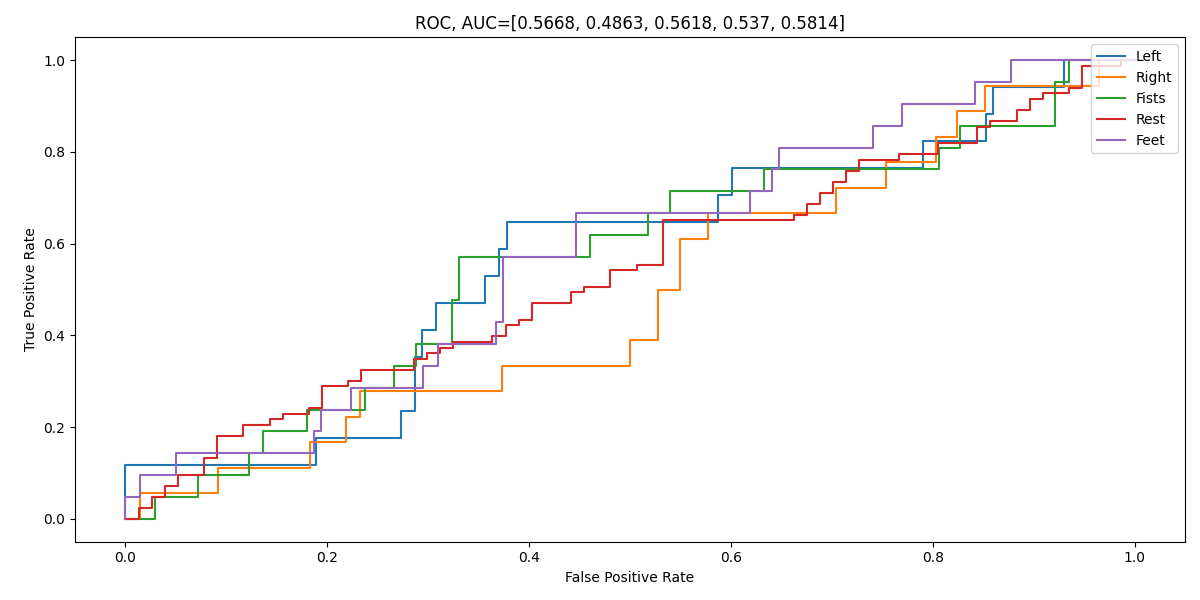 ROC, AUC=[0.5668, 0.4863, 0.5618, 0.537, 0.5814]
1.0
0.8
0.6
0.4
0.2
0.0
True Positive Rate
Left
Right
Fists
Rest
Feet
0.0 0.2 0.4 0.6 0.8 1.0
False Positive Rate